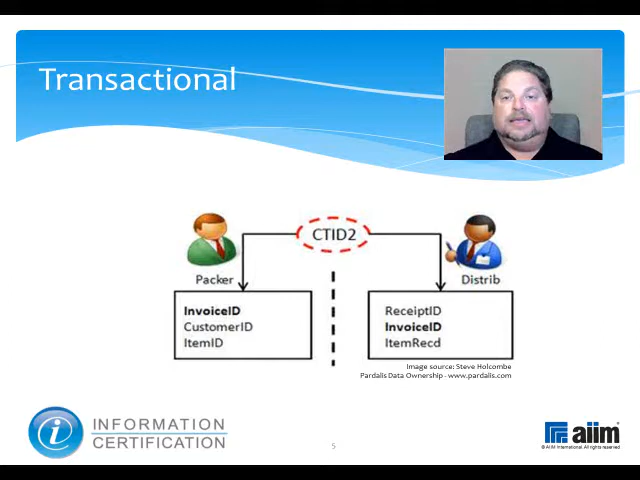 Transactional
CTID2
Packer
Distrib
InvoiceID
CustomerID
ItemID
ReceiptID
InvoiceID
ItemRecd
Image source: Steve Holcombe
Pardalis Data Ownership - www.pardalis.com
i
INFORMATION
CERTIFICATION
5
aiim
© AIIM International. All rights reserved